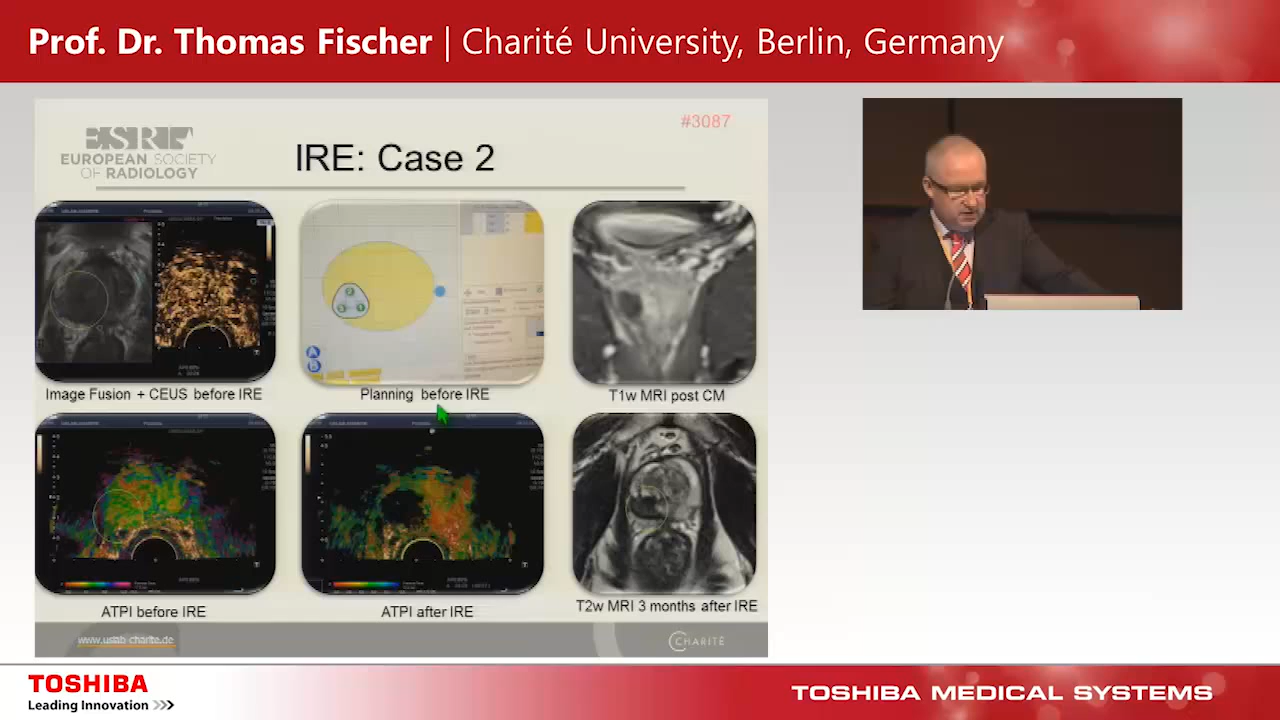 Prof. Dr. Thomas Fischer | Charité University, Berlin, Germany
#3087
ESR
EUROPEAN SOCIETY
OF RADIOLOGY
IRE: Case 2
Image Fusion + CEUS before IRE
Planning before IRE
T1w MRI post CM
A
B
ATPI before IRE
ATPI after IRE
T2w MRI 3 months after IRE
www.uslab-charite.de
CHARITÉ
TOSHIBA
Leading Innovation >>>
TOSHIBA MEDICAL SYSTEMS